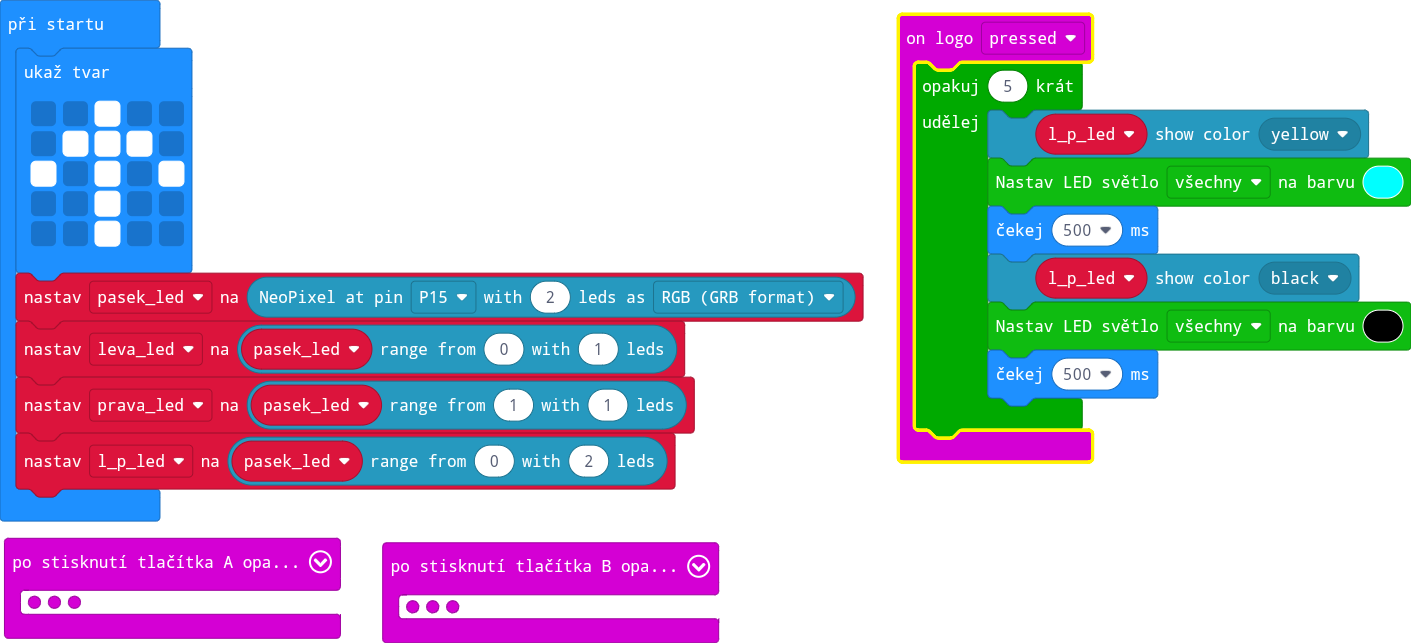 při startu
ukaž tvar
nastav pasek_led na NeoPixel at pin P15 with 2 leds as RGB (GRB format)
nastav leva_led na pasek_led range from 0 with 1 leds
nastav prava_led na pasek_led range from 1 with 1 leds
nastav l_p_led na pasek_led range from 0 with 2 leds
po stisknutí tlačítka A opa...
po stisknutí tlačítka B opa...
on logo pressed
opakuj 5 krát
udělej
l_p_led show color yellow
Nastav LED světlo všechny na barvu
čekej 500 ms
l_p_led show color black
Nastav LED světlo všechny na barvu
čekej 500 ms